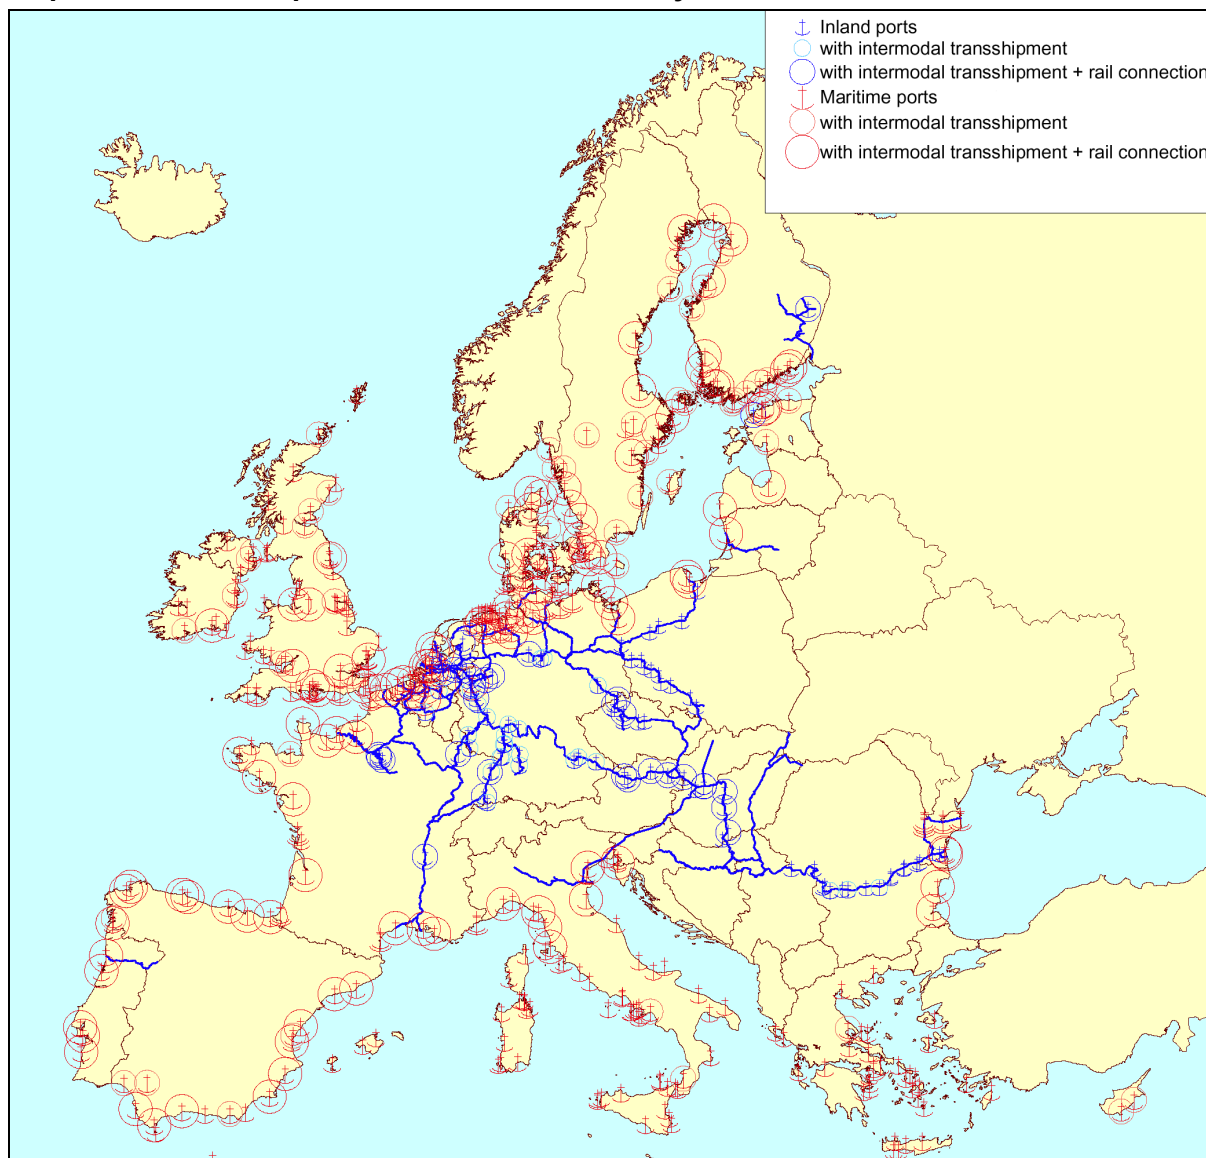 Inland ports
with intermodal transshipment
with intermodal transshipment + rail connection
Maritime ports
with intermodal transshipment
with intermodal transshipment + rail connection